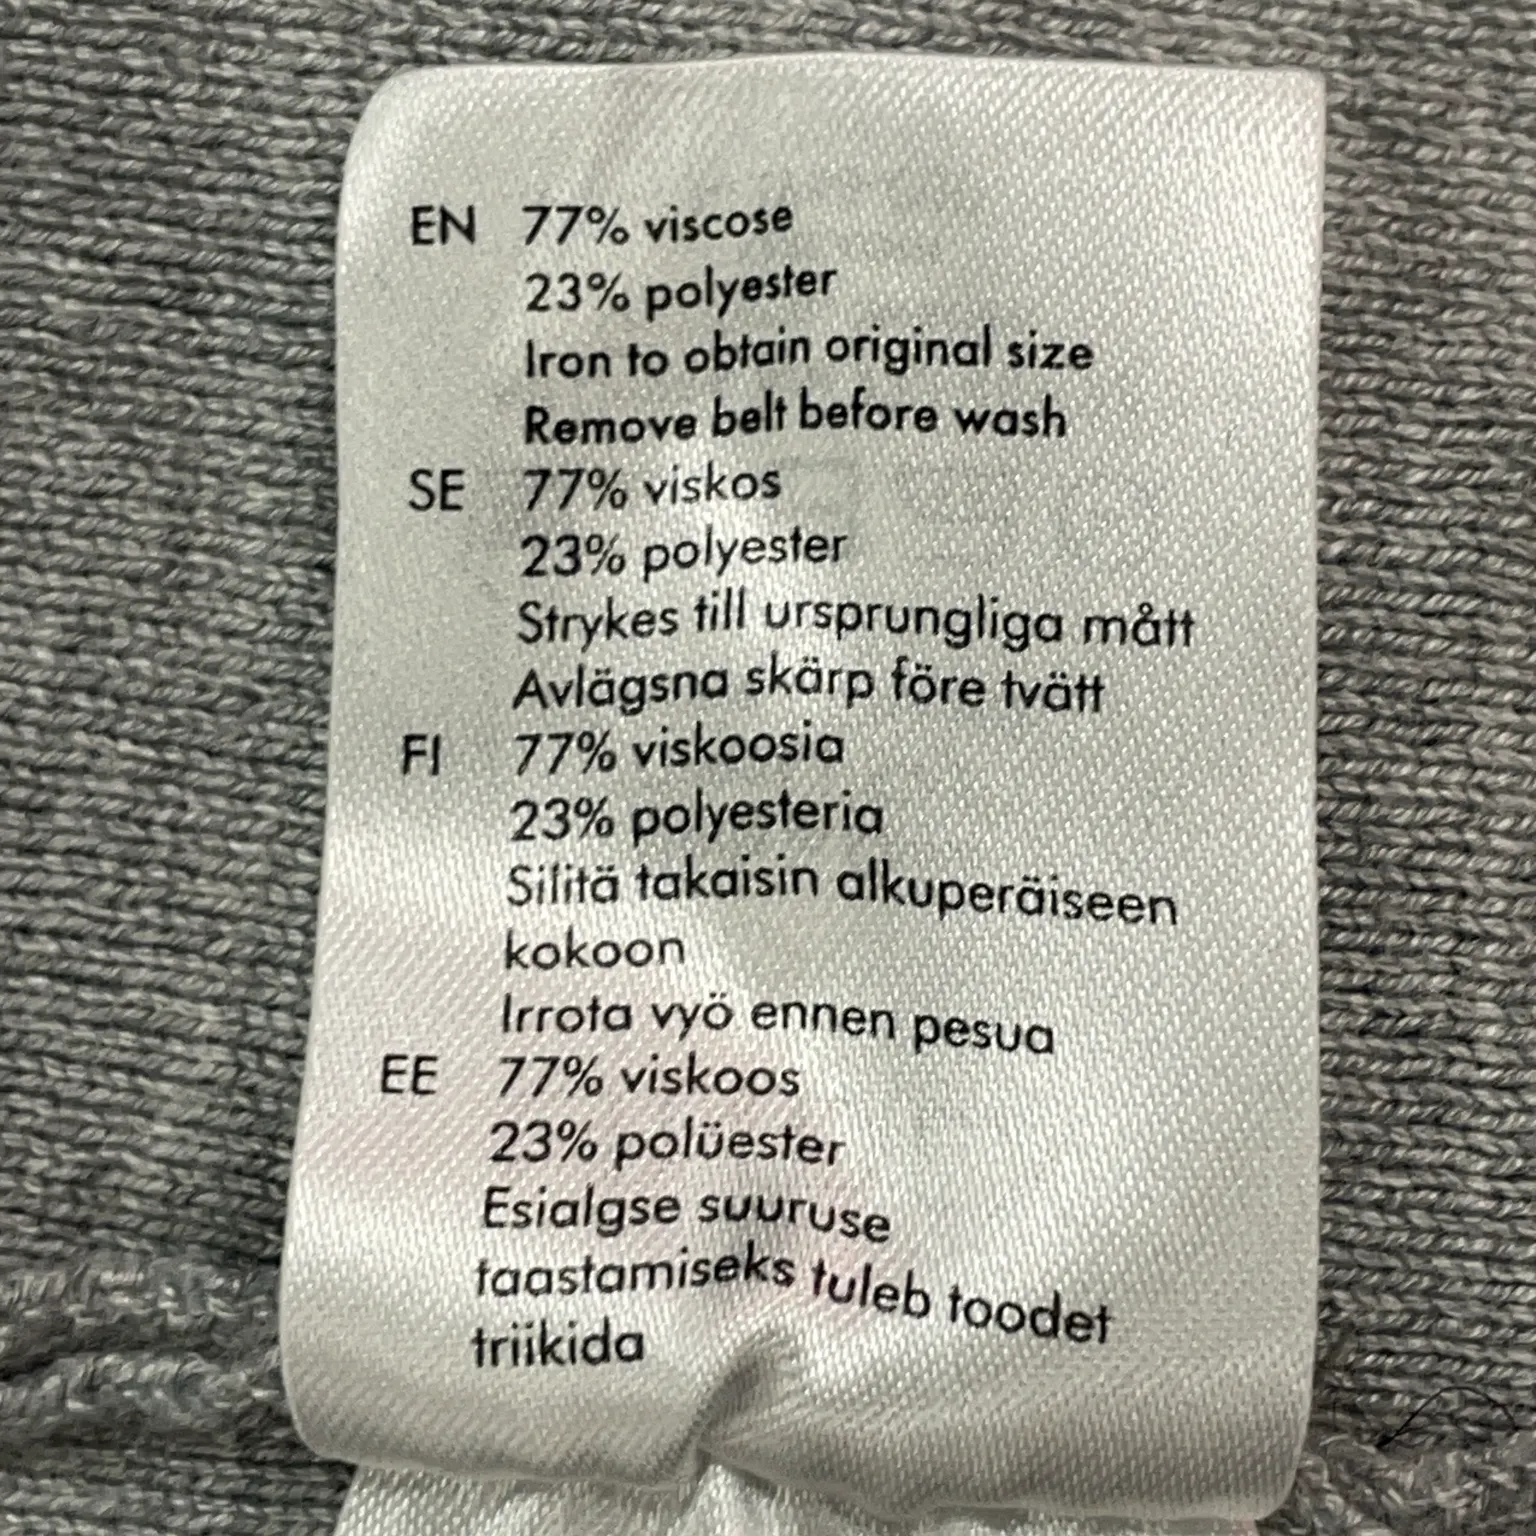 EN 77% viscose
23% polyester
Iron to obtain original size
Remove belt before wash
SE 77% viskos
23% polyester
Strykes till ursprungliga mått
Avlägsna skärp före tvätt
FI 77% viskoosia
23% polyesteria
Silitä takaisin alkuperäiseen
kokoon
Irrota vyö ennen pesua
EE 77% viskoos
23% polüester
Esialgse suuruse
taastamiseks tuleb toodet
triikida